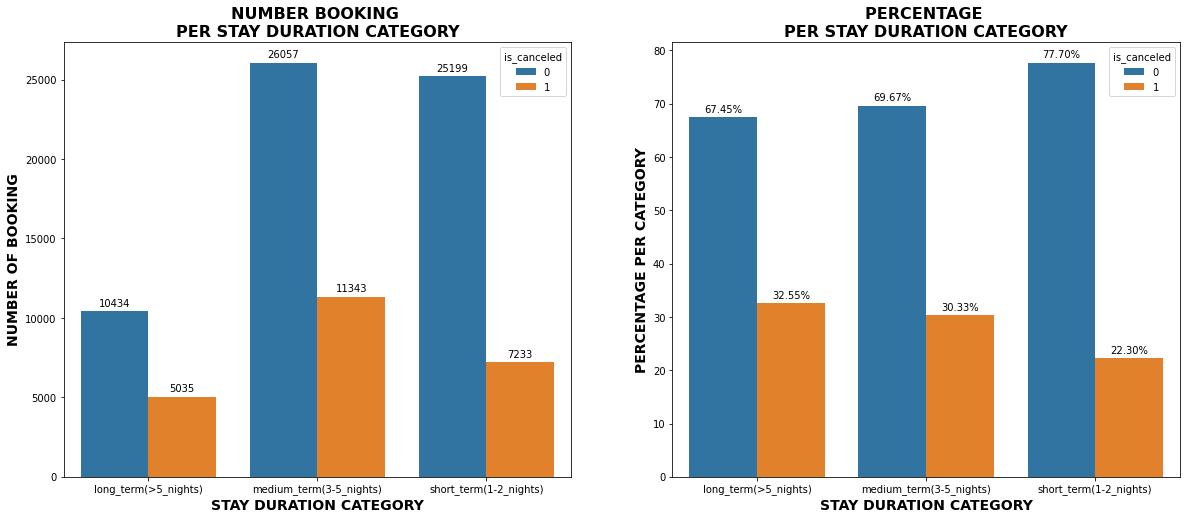 NUMBER BOOKING
PER STAY DURATION CATEGORY
NUMBER OF BOOKING
25000
20000
15000
10000
5000
0
10434
5035
26057
11343
25199
7233
is_canceled
0
1
long_term(>5_nights)
medium_term(3-5_nights)
short_term(1-2_nights)
STAY DURATION CATEGORY
PERCENTAGE
PER STAY DURATION CATEGORY
PERCENTAGE PER CATEGORY
80
70
60
50
40
30
20
10
0
67.45%
32.55%
69.67%
30.33%
77.70%
22.30%
is_canceled
0
1
long_term(>5_nights)
medium_term(3-5_nights)
short_term(1-2_nights)
STAY DURATION CATEGORY